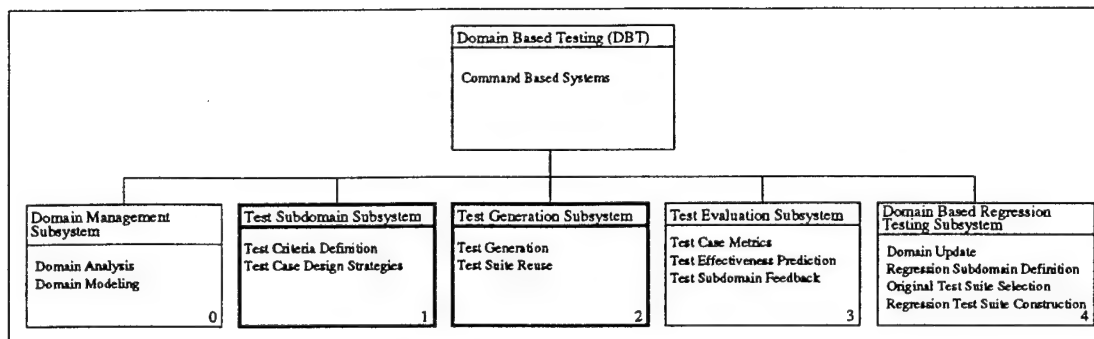 Domain Based Testing (DBT)
Command Based Systems
Domain Management
Subsystem
Domain Analysis
Domain Modeling
0
Test Subdomain Subsystem
Test Criteria Definition
Test Case Design Strategies
1
Test Generation Subsystem
Test Generation
Test Suite Reuse
2
Test Evaluation Subsystem
Test Case Metrics
Test Effectiveness Prediction
Test Subdomain Feedback
3
Domain Based Regression
Testing Subsystem
Domain Update
Regression Subdomain Definition
Original Test Suite Selection
Regression Test Suite Construction
4